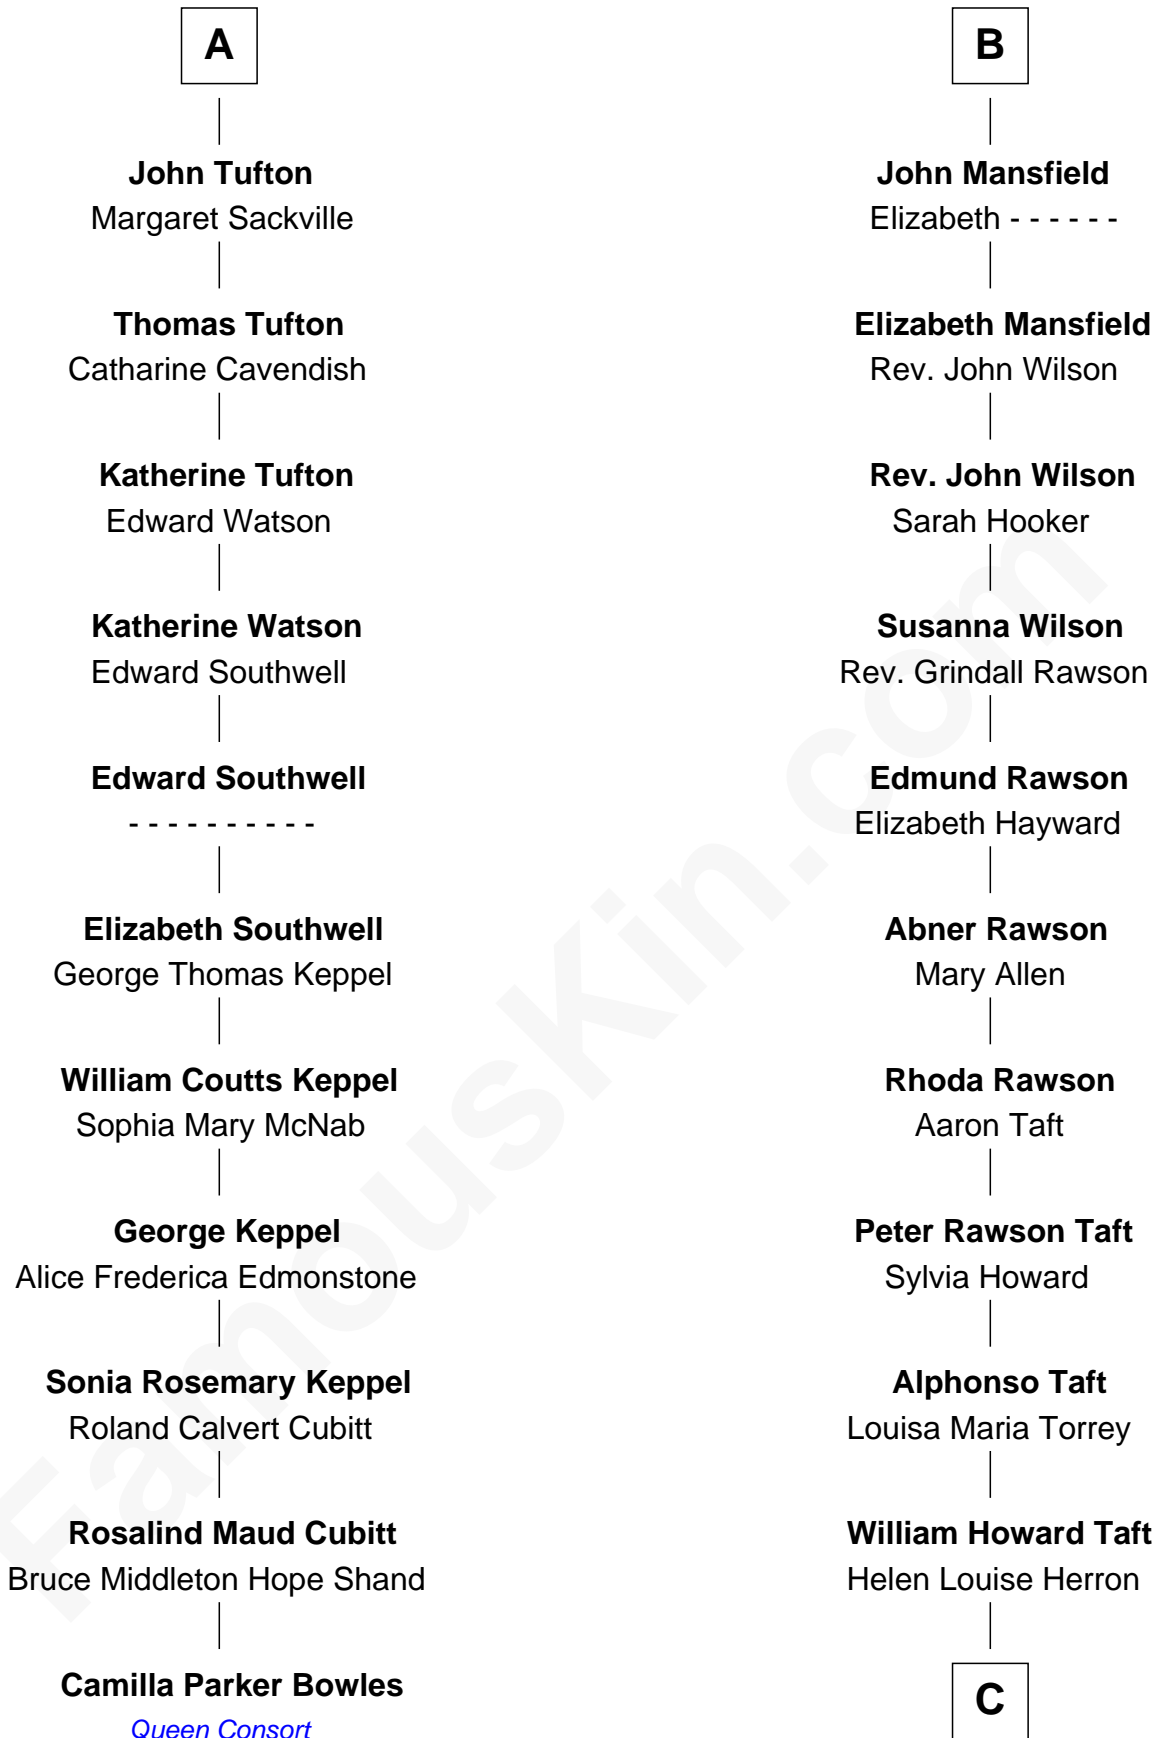 A
John Tufton
Margaret Sackville
Thomas Tufton
Catharine Cavendish
Katherine Tufton
Edward Watson
Katherine Watson
Edward Southwell
Edward Southwell
- - - - - - - - - -
Elizabeth Southwell
George Thomas Keppel
William Coutts Keppel
Sophia Mary McNab
George Keppel
Alice Frederica Edmonstone
Sonia Rosemary Keppel
Roland Calvert Cubitt
Rosalind Maud Cubitt
Bruce Middleton Hope Shand
Camilla Parker Bowles
Queen Consort
B
John Mansfield
Elizabeth - - - - - -
Elizabeth Mansfield
Rev. John Wilson
Rev. John Wilson
Sarah Hooker
Susanna Wilson
Rev. Grindall Rawson
Edmund Rawson
Elizabeth Hayward
Abner Rawson
Mary Allen
Rhoda Rawson
Aaron Taft
Peter Rawson Taft
Sylvia Howard
Alphonso Taft
Louisa Maria Torrey
William Howard Taft
Helen Louise Herron
C
FamousKin.com